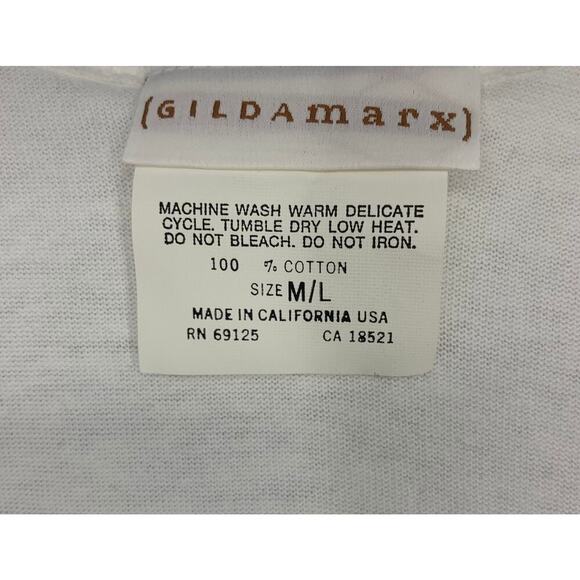 (GILDAmarx)
MACHINE WASH WARM DELICATE
CYCLE. TUMBLE DRY LOW HEAT.
DO NOT BLEACH. DO NOT IRON.
100 % COTTON
SIZE M/L
MADE IN CALIFORNIA USA
RN 69125 CA 18521